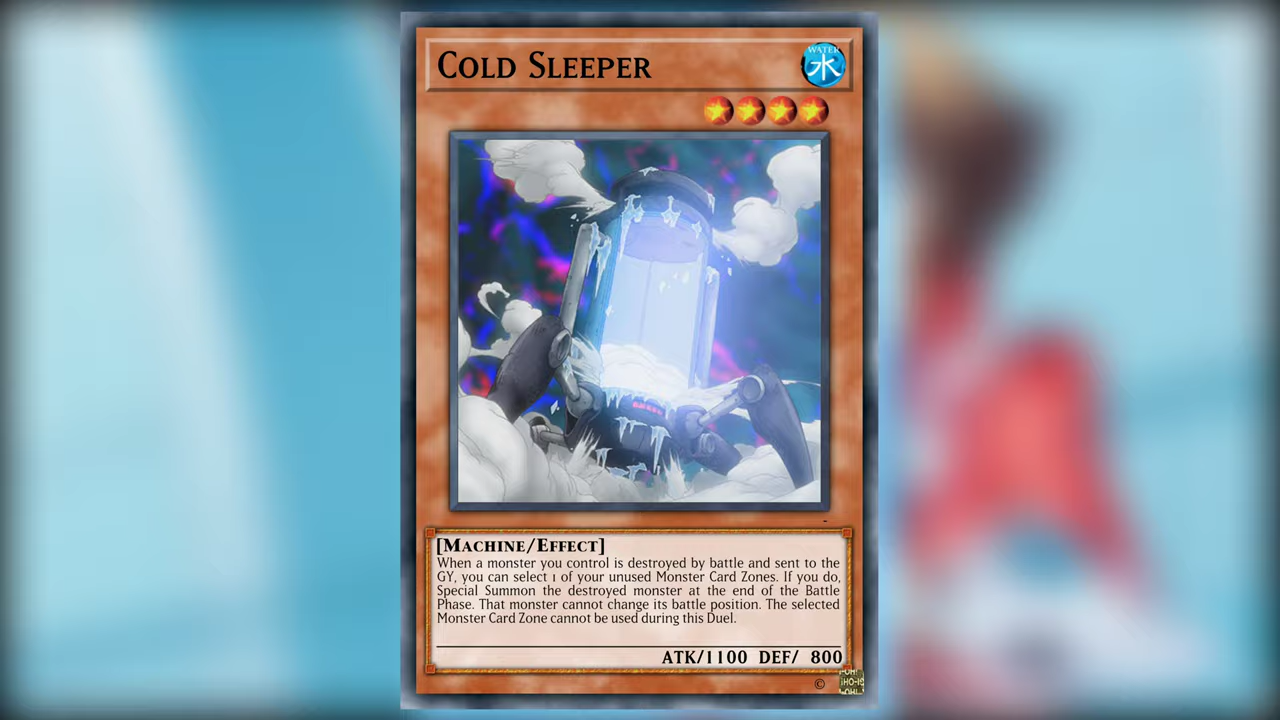 COLD SLEEPER
WATER
水
[MACHINE/EFFECT]
When a monster you control is destroyed by battle and sent to the
GY, you can select 1 of your unused Monster Card Zones. If you do,
Special Summon the destroyed monster at the end of the Battle
Phase. That monster cannot change its battle position. The selected
Monster Card Zone cannot be used during this Duel.
ATK/1100 DEF/ 800
©